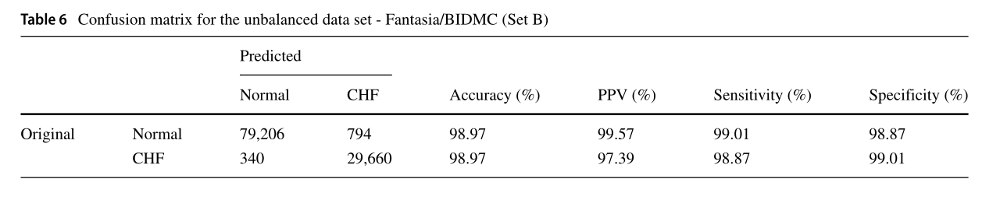 Table 6 Confusion matrix for the unbalanced data set - Fantasia/BIDMC (Set B)
Predicted
Normal CHF Accuracy (%) PPV (%) Sensitivity (%) Specificity (%)
Original Normal 79,206 794 98.97 99.57 99.01 98.87
CHF 340 29,660 98.97 97.39 98.87 99.01